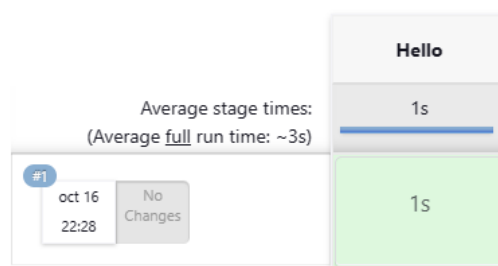 Hello
Average stage times:
1s
(Average full run time: ~3s)
#1
oct 16
22:28
No
Changes
1s